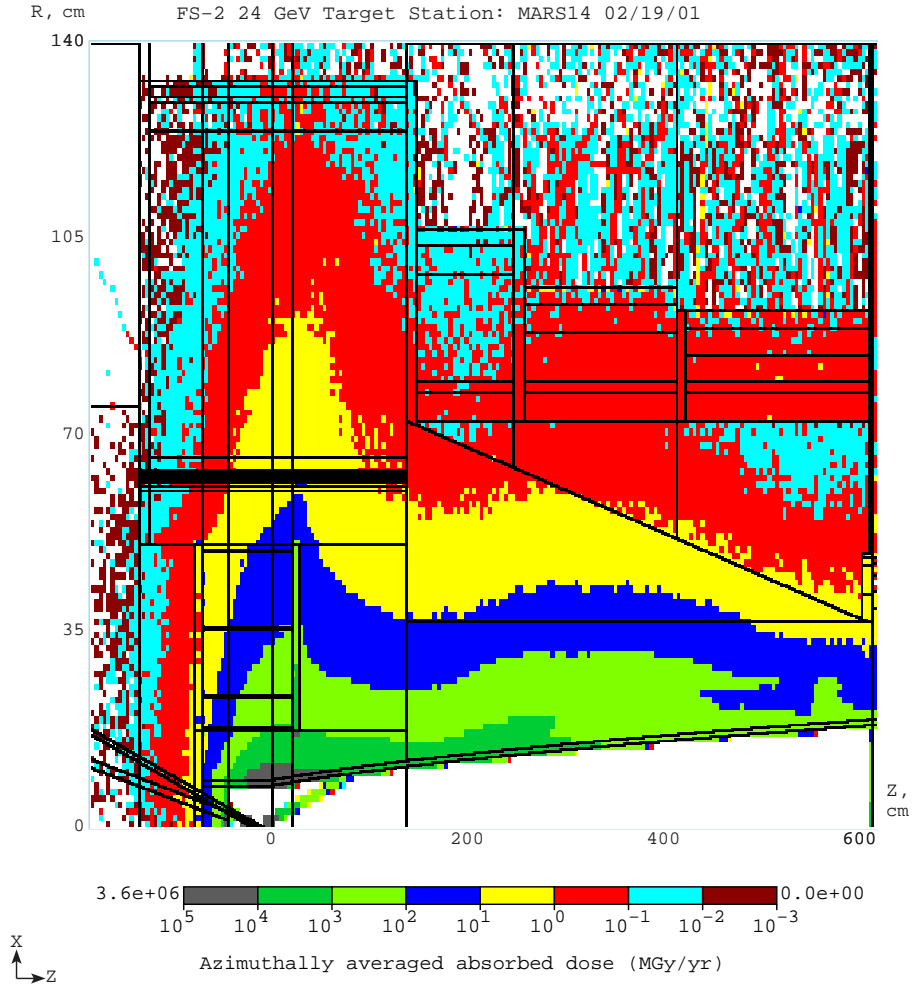 R, cm
FS-2 24 GeV Target Station: MARS14 02/19/01
140
105
70
35
0
0
200
400
600
Z, cm
3.6e+06
0.0e+00
10^5 10^4 10^3 10^2 10^1 10^0 10^-1 10^-2 10^-3
Azimuthally averaged absorbed dose (MGy/yr)
X
Z